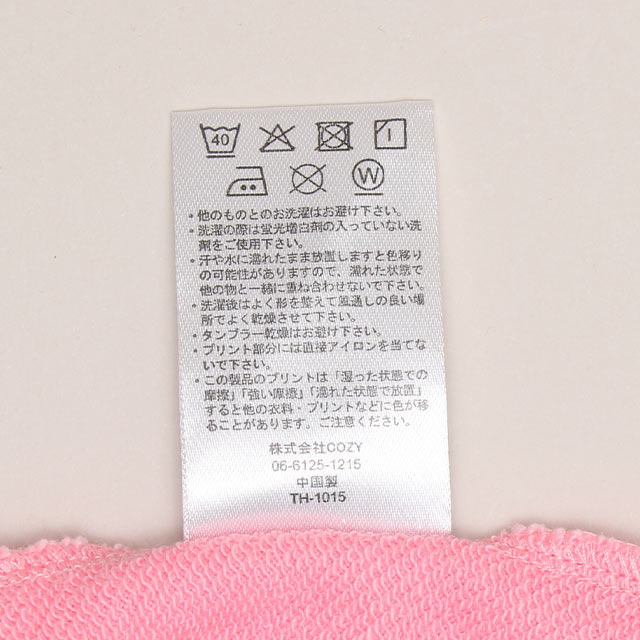 40
W
・他のものとのお洗濯はお避け下さい。
・洗濯の際は蛍光増白剤の入っていない洗
剤をご使用下さい。
・汗や水に濡れたまま放置しますと色移り
の可能性がありますので、濡れた状態で
他の物と一緒に重ね合わせないで下さい。
・洗濯後はよく形を整えて風通しの良い場
所でよく乾燥させて下さい。
・タンブラー乾燥はお避け下さい。
・プリント部分には直接アイロンを当てな
いで下さい。
・この製品のプリントは「湿った状態での
摩擦」「強い摩擦」「濡れた状態で放置」
すると他の衣料・プリントなどに色が移
ることがあります。ご注意ください。
株式会社COZY
06-6125-1215
中国製
TH-1015